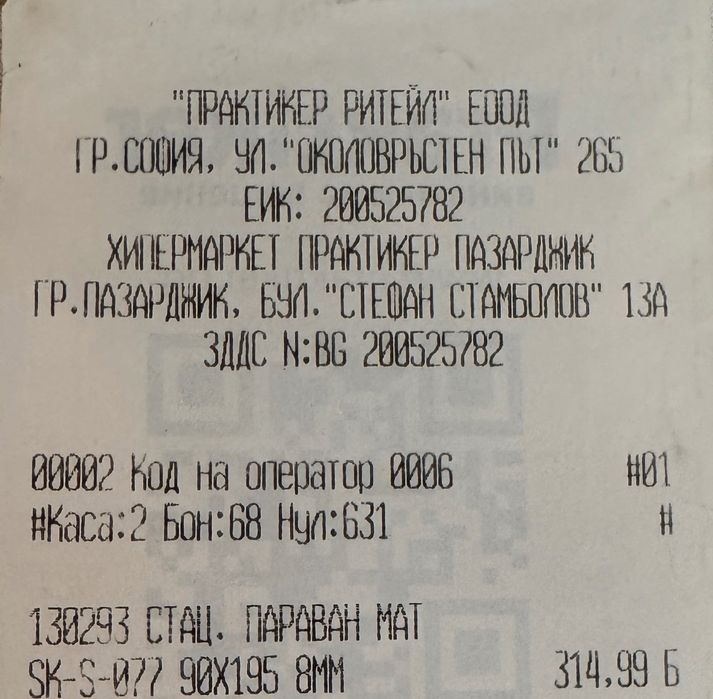 "ПРАКТИКЕР РИТЕЙЛ" ЕООД
ГР.СОФИЯ, УЛ."ОКОЛОВРЪСТЕН ПЪТ" 265
ЕИК: 200525782
ХИПЕРМАРКЕТ ПРАКТИКЕР ПАЗАРДЖИК
ГР.ПАЗАРДЖИК, БУЛ."СТЕФАН СТАМБОЛОВ" 13А
ЗДДС N:BG 200525782
00002 Код на оператор 0006 #01
#Каса:2 Бон:68 Нул:631 #
130293 СТАЦ. ПАРАВАН МАТ
SK-S-077 90X195 8MM 314,99 Б